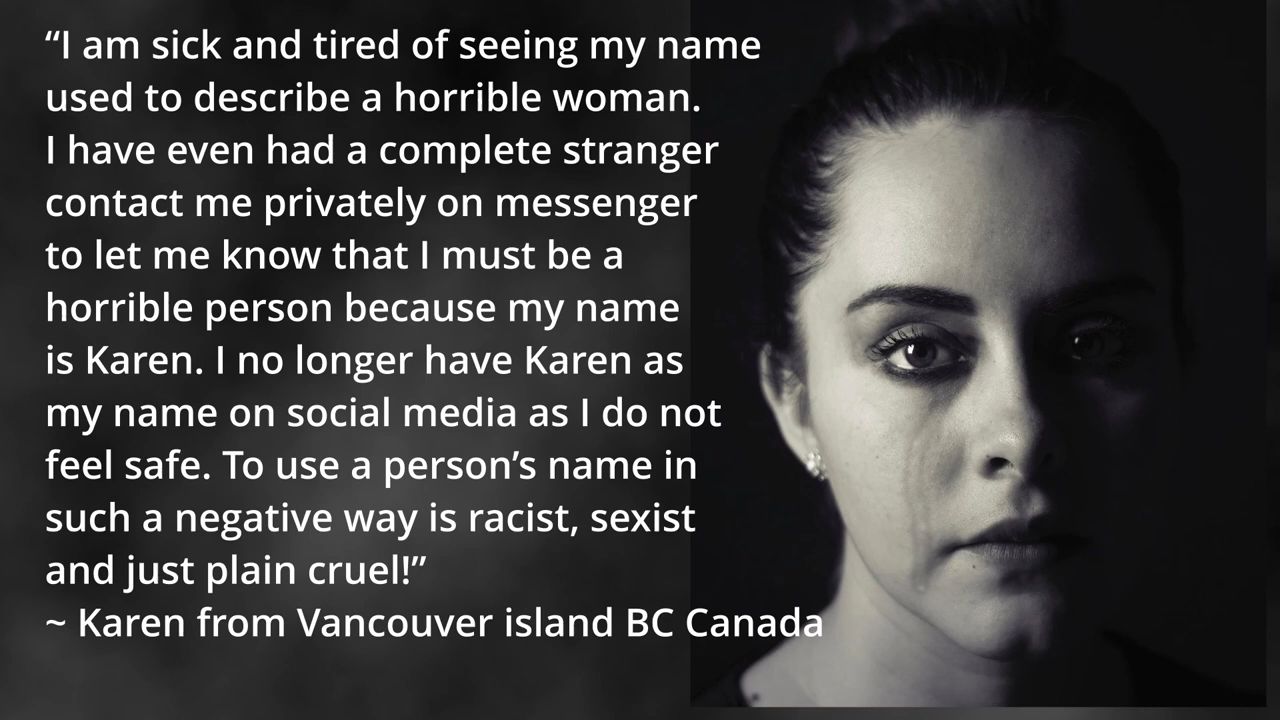 “I am sick and tired of seeing my name
used to describe a horrible woman.
I have even had a complete stranger
contact me privately on messenger
to let me know that I must be a
horrible person because my name
is Karen. I no longer have Karen as
my name on social media as I do not
feel safe. To use a person’s name in
such a negative way is racist, sexist
and just plain cruel!”
~ Karen from Vancouver island BC Canada